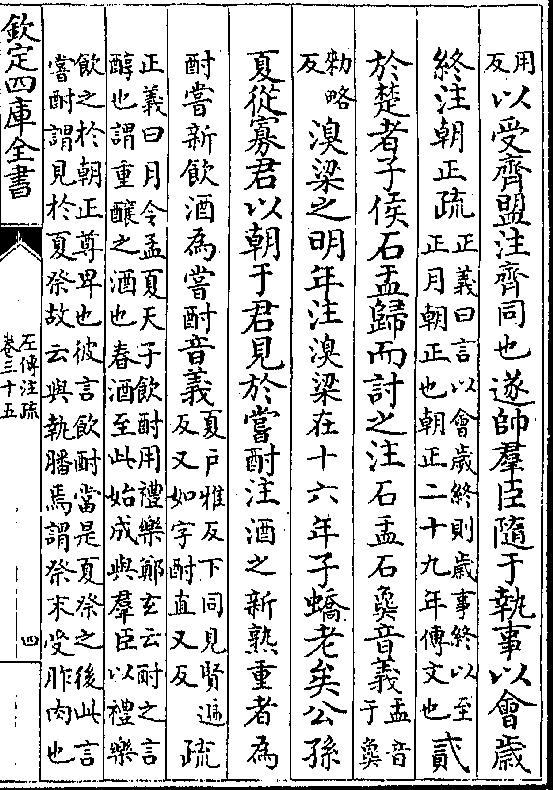 用
反以受齊盟注齊同也遂帥羣臣隨于執事以會歲
終注朝正疏正義曰言以會歲終則歲事終以至
正月朝正也朝正二十九年傳文也貳
於楚者子侯石盂歸而討之注石盂石㚟音義盂音
于㚟
勑略
反溴梁之明年注溴梁在十六年子蟜老矣公孫
夏從寡君以朝于君見於嘗酎注酒之新熟重者為
酎嘗新飲酒為嘗酎音義夏戸雅反下同見賢遍
反又如字酎直又反疏
正義曰月令孟夏天子飲酎用禮樂鄭玄云酎之言
醇也謂重釀之酒也春酒至此始成與羣臣以禮樂
飲之於朝正尊卑也彼言飲酎當是夏祭之後此言
嘗酎謂見於夏祭故云與執膰焉謂祭末受胙肉也
欽定四庫全書
左傳注疏
卷三十五
四